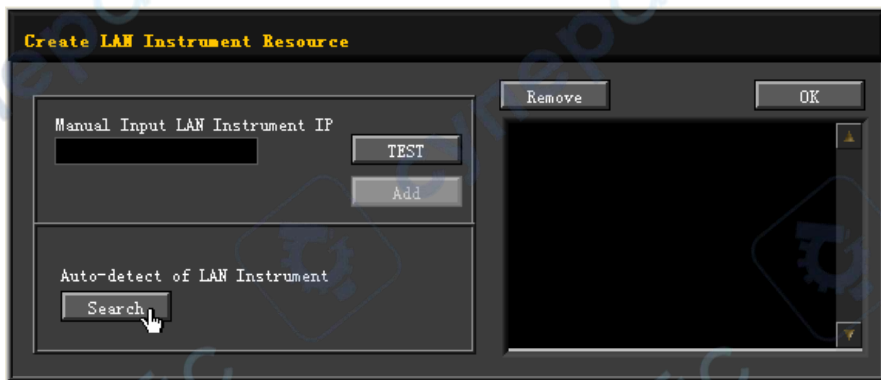 Create LAN Instrument Resource
Remove
OK
Manual Input LAN Instrument IP
TEST
Add
Auto-detect of LAN Instrument
Search